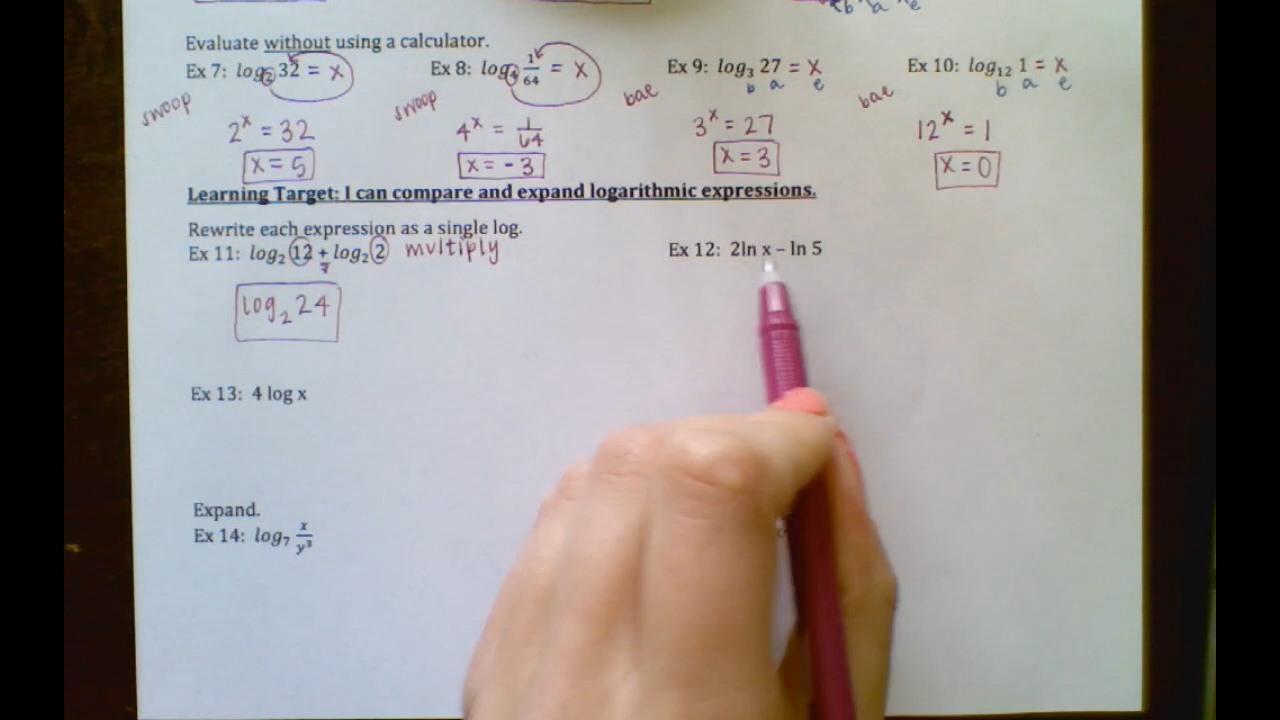 b a e
Evaluate without using a calculator.
Ex 7: log₂ 32 = x Ex 8: log₄ 1/64 = x Ex 9: log₃ 27 = x Ex 10: log₁₂ 1 = x
b a e b a e
swoop swoop bae bae
2ˣ = 32 4ˣ = 1/64 3ˣ = 27 12ˣ = 1
x = 5 x = -3 x = 3 x = 0
Learning Target: I can compare and expand logarithmic expressions.
Rewrite each expression as a single log.
Ex 11: log₂ 12 + log₂ 2 multiply Ex 12: 2ln x – ln 5
log₂ 24
Ex 13: 4 log x
Expand.
Ex 14: log₇ x/y³